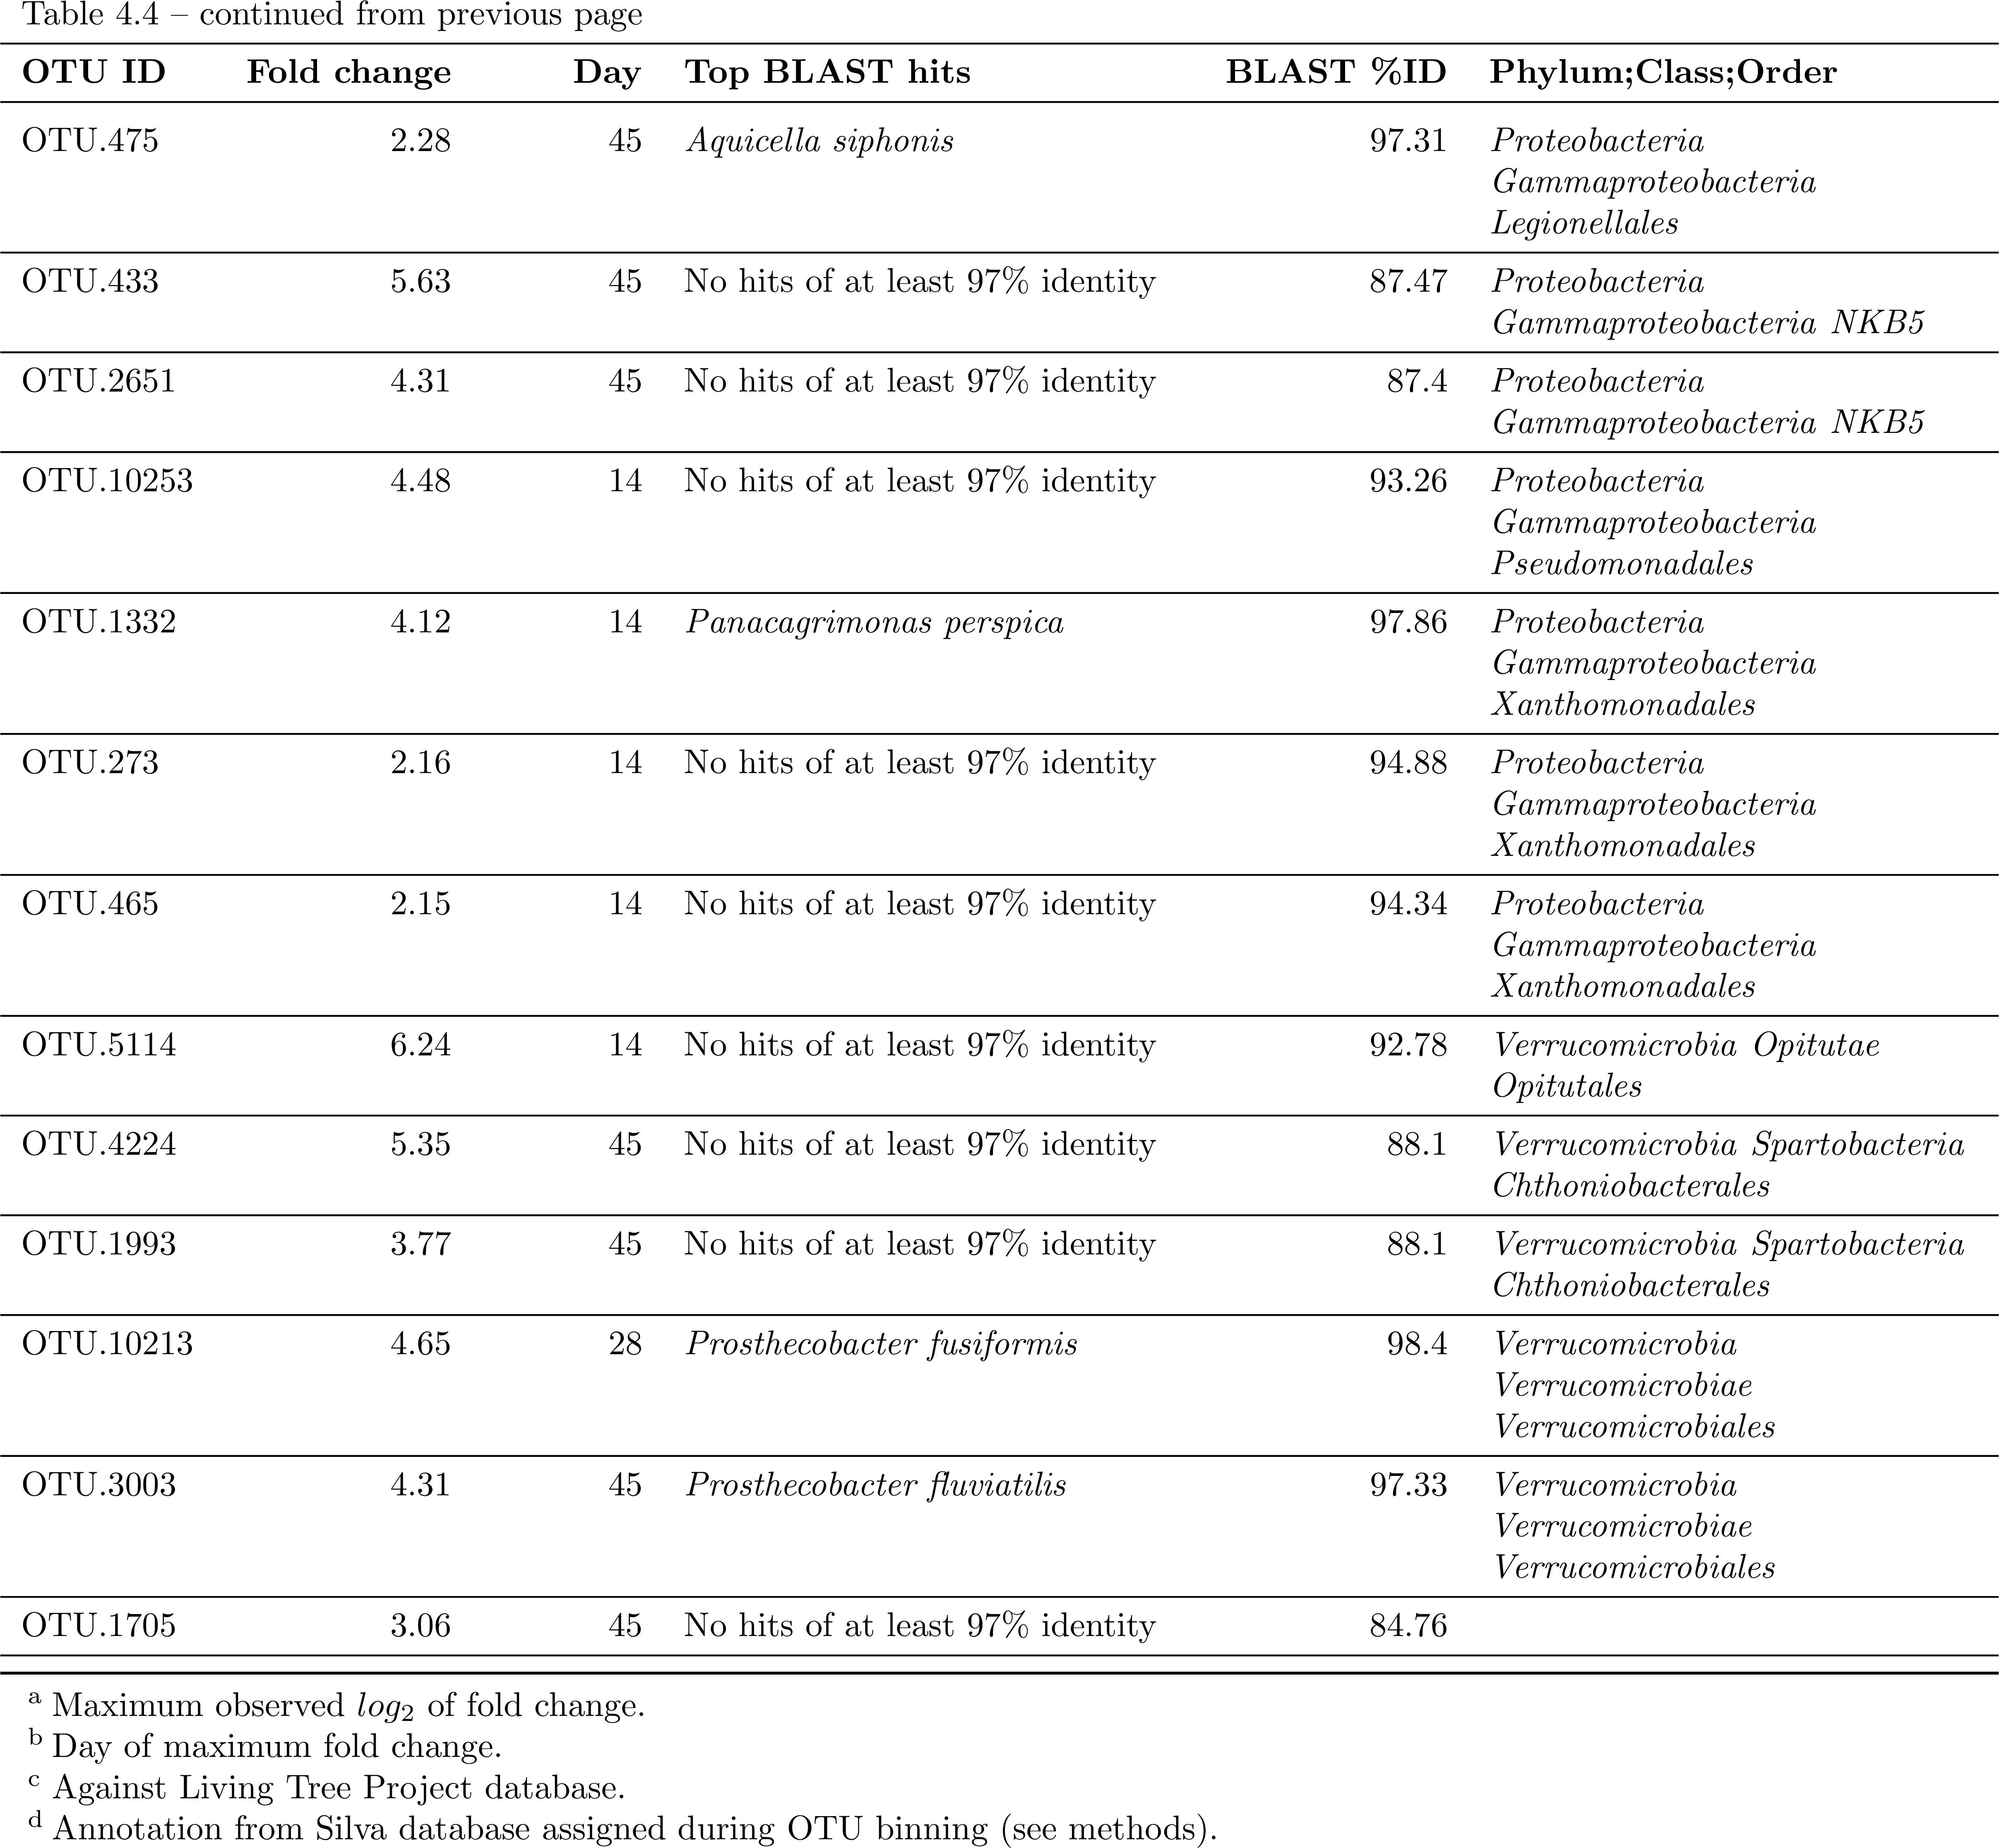 Table 4.4 – continued from previous page
OTU ID Fold change Day Top BLAST hits BLAST %ID Phylum;Class;Order
OTU.475 2.28 45 Aquicella siphonis 97.31 Proteobacteria
Gammaproteobacteria
Legionellales
OTU.433 5.63 45 No hits of at least 97% identity 87.47 Proteobacteria
Gammaproteobacteria NKB5
OTU.2651 4.31 45 No hits of at least 97% identity 87.4 Proteobacteria
Gammaproteobacteria NKB5
OTU.10253 4.48 14 No hits of at least 97% identity 93.26 Proteobacteria
Gammaproteobacteria
Pseudomonadales
OTU.1332 4.12 14 Panacagrimonas perspica 97.86 Proteobacteria
Gammaproteobacteria
Xanthomonadales
OTU.273 2.16 14 No hits of at least 97% identity 94.88 Proteobacteria
Gammaproteobacteria
Xanthomonadales
OTU.465 2.15 14 No hits of at least 97% identity 94.34 Proteobacteria
Gammaproteobacteria
Xanthomonadales
OTU.5114 6.24 14 No hits of at least 97% identity 92.78 Verrucomicrobia Opitutae
Opitutales
OTU.4224 5.35 45 No hits of at least 97% identity 88.1 Verrucomicrobia Spartobacteria
Chthoniobacterales
OTU.1993 3.77 45 No hits of at least 97% identity 88.1 Verrucomicrobia Spartobacteria
Chthoniobacterales
OTU.10213 4.65 28 Prosthecobacter fusiformis 98.4 Verrucomicrobia
Verrucomicrobiae
Verrucomicrobiales
OTU.3003 4.31 45 Prosthecobacter fluviatilis 97.33 Verrucomicrobia
Verrucomicrobiae
Verrucomicrobiales
OTU.1705 3.06 45 No hits of at least 97% identity 84.76
a Maximum observed log2 of fold change.
b Day of maximum fold change.
c Against Living Tree Project database.
d Annotation from Silva database assigned during OTU binning (see methods).